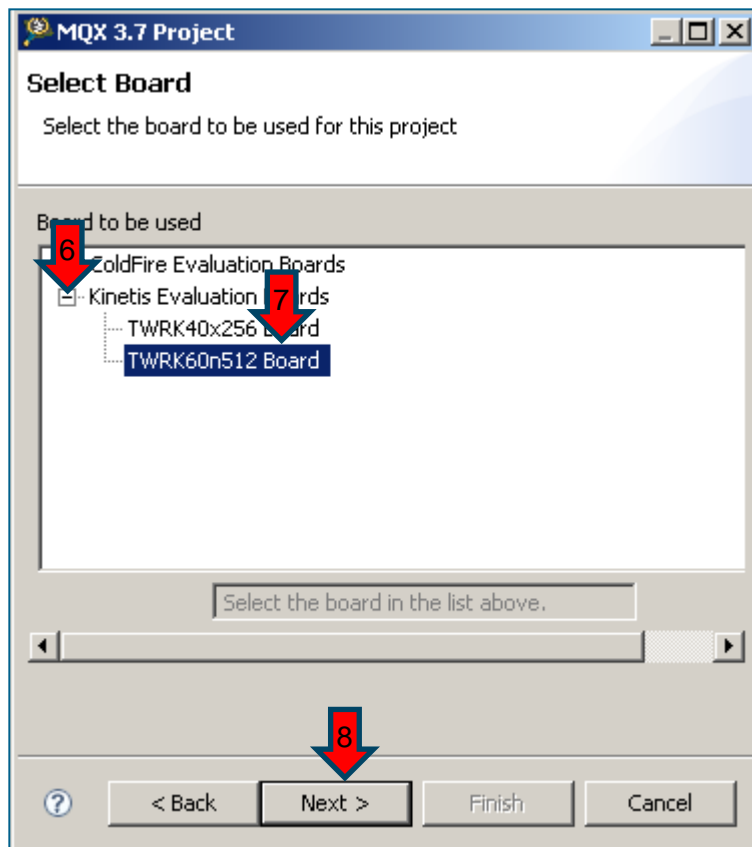 MQX 3.7 Project
Select Board
Select the board to be used for this project
to be used
6
ColdFire Evaluation Boards
Kinetis Evaluation
7
TWRK40x256
TWRK60n512 Board
Select the board in the list above.
8
< Back Next > Finish Cancel